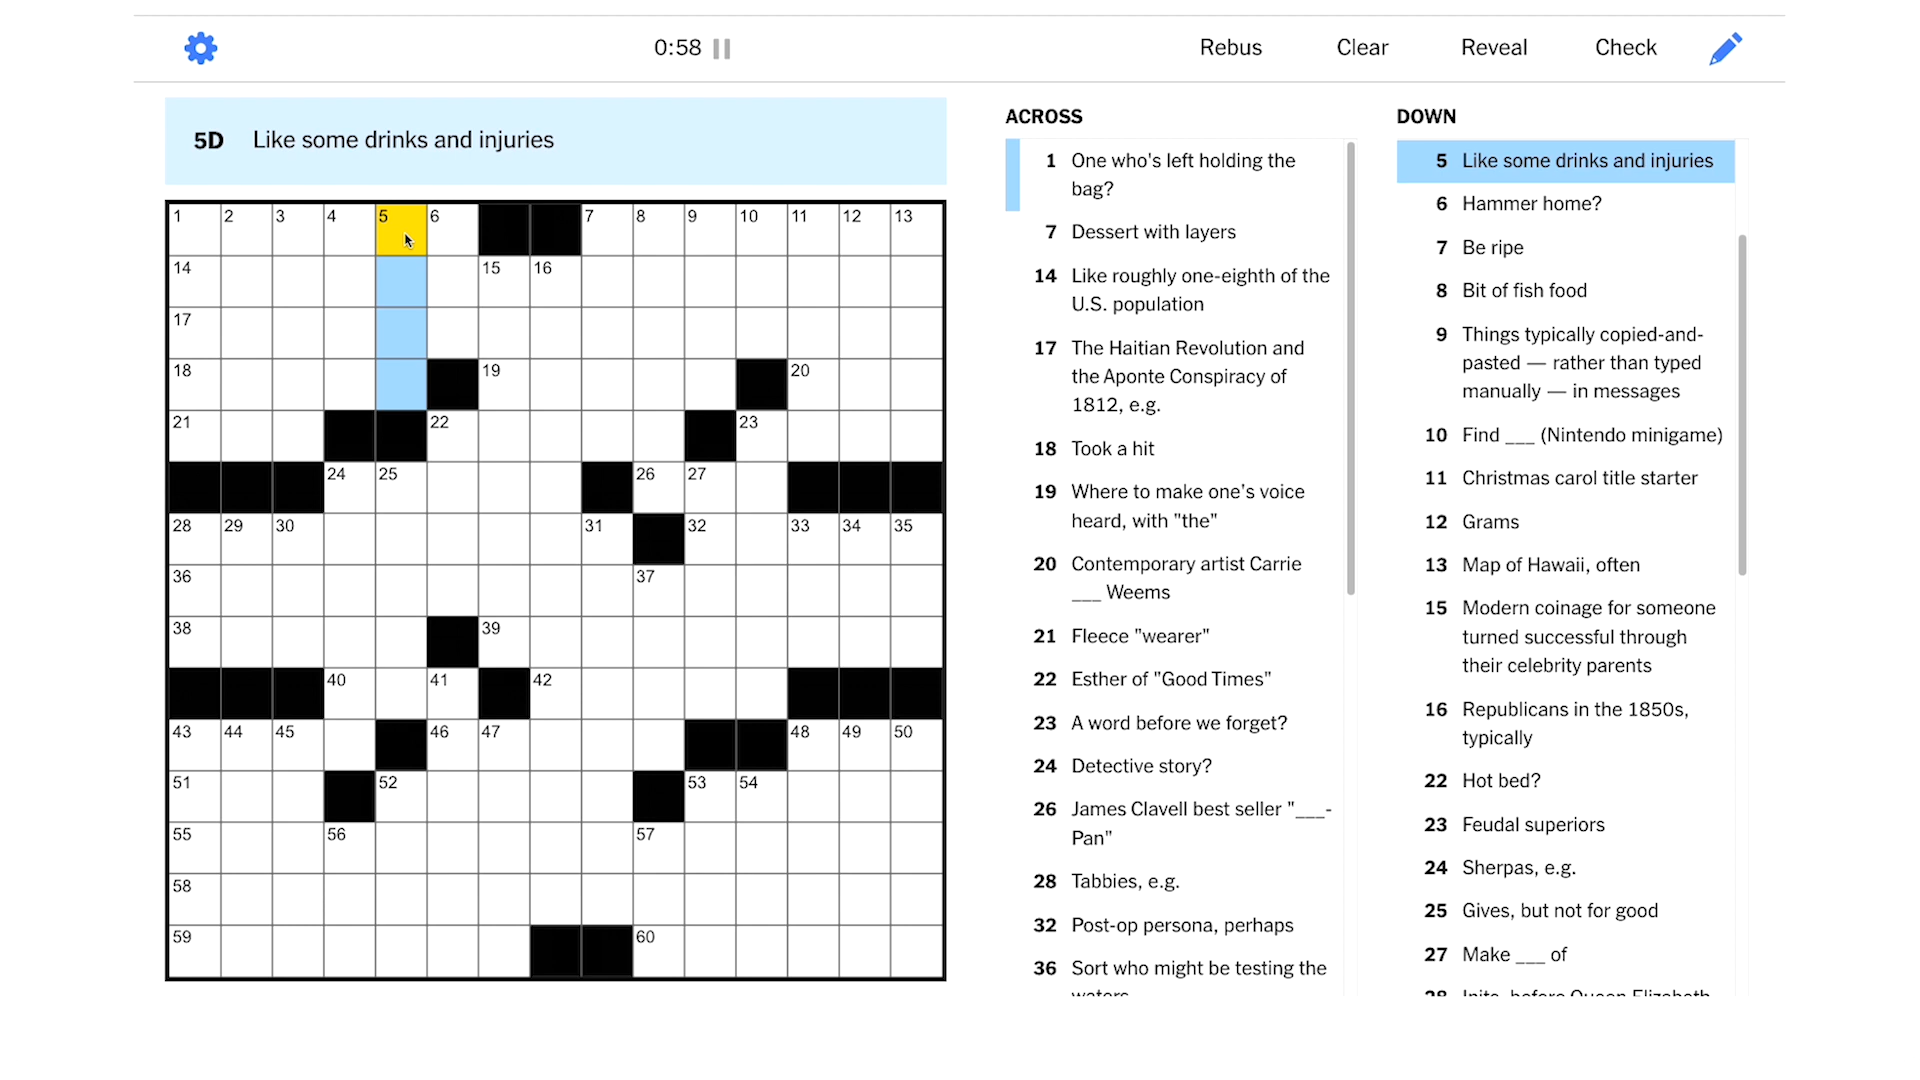 0:58
Rebus
Clear
Reveal
Check
5D Like some drinks and injuries
1 2 3 4 5 6 7 8 9 10 11 12 13
14 15 16
17
18 19 20
21 22 23
24 25 26 27
28 29 30 31 32 33 34 35
36 37
38 39
40 41 42
43 44 45 46 47 48 49 50
51 52 53 54
55 56 57
58
59 60
ACROSS
1 One who's left holding the
bag?
7 Dessert with layers
14 Like roughly one-eighth of the
U.S. population
17 The Haitian Revolution and
the Aponte Conspiracy of
1812, e.g.
18 Took a hit
19 Where to make one's voice
heard, with "the"
20 Contemporary artist Carrie
___ Weems
21 Fleece "wearer"
22 Esther of "Good Times"
23 A word before we forget?
24 Detective story?
26 James Clavell best seller "___-
Pan"
28 Tabbies, e.g.
32 Post-op persona, perhaps
36 Sort who might be testing the
waters
DOWN
5 Like some drinks and injuries
6 Hammer home?
7 Be ripe
8 Bit of fish food
9 Things typically copied-and-
pasted — rather than typed
manually — in messages
10 Find ___ (Nintendo minigame)
11 Christmas carol title starter
12 Grams
13 Map of Hawaii, often
15 Modern coinage for someone
turned successful through
their celebrity parents
16 Republicans in the 1850s,
typically
22 Hot bed?
23 Feudal superiors
24 Sherpas, e.g.
25 Gives, but not for good
27 Make ___ of
28 Inits. before Queen Elizabeth